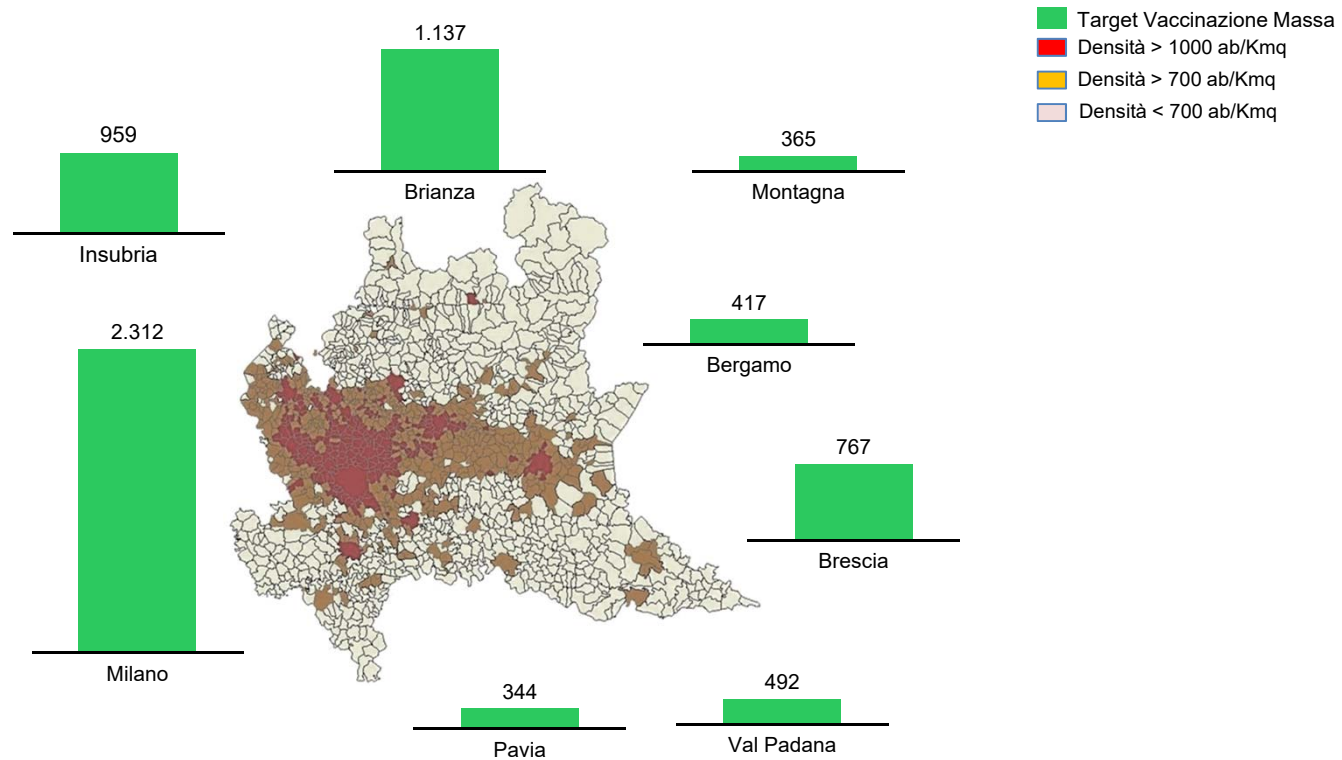 Target Vaccinazione Massa
Densità > 1000 ab/Kmq
Densità > 700 ab/Kmq
Densità < 700 ab/Kmq
1.137
Brianza
959
Insubria
365
Montagna
2.312
Milano
417
Bergamo
767
Brescia
344
Pavia
492
Val Padana